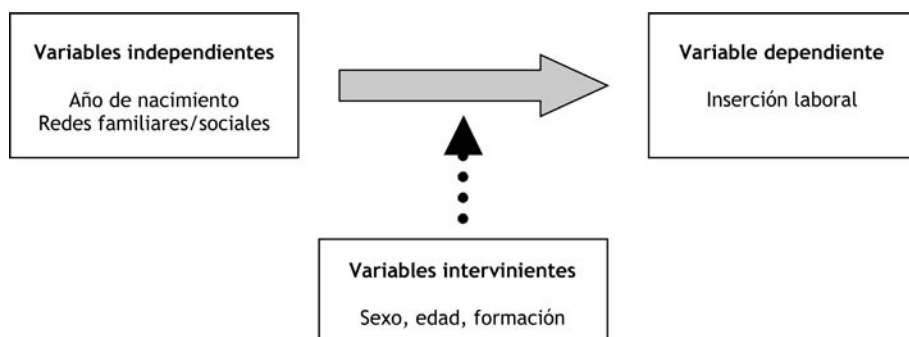 Variables independientes
Año de nacimiento
Redes familiares/sociales
Variable dependiente
Inserción laboral
Variables intervinientes
Sexo, edad, formación